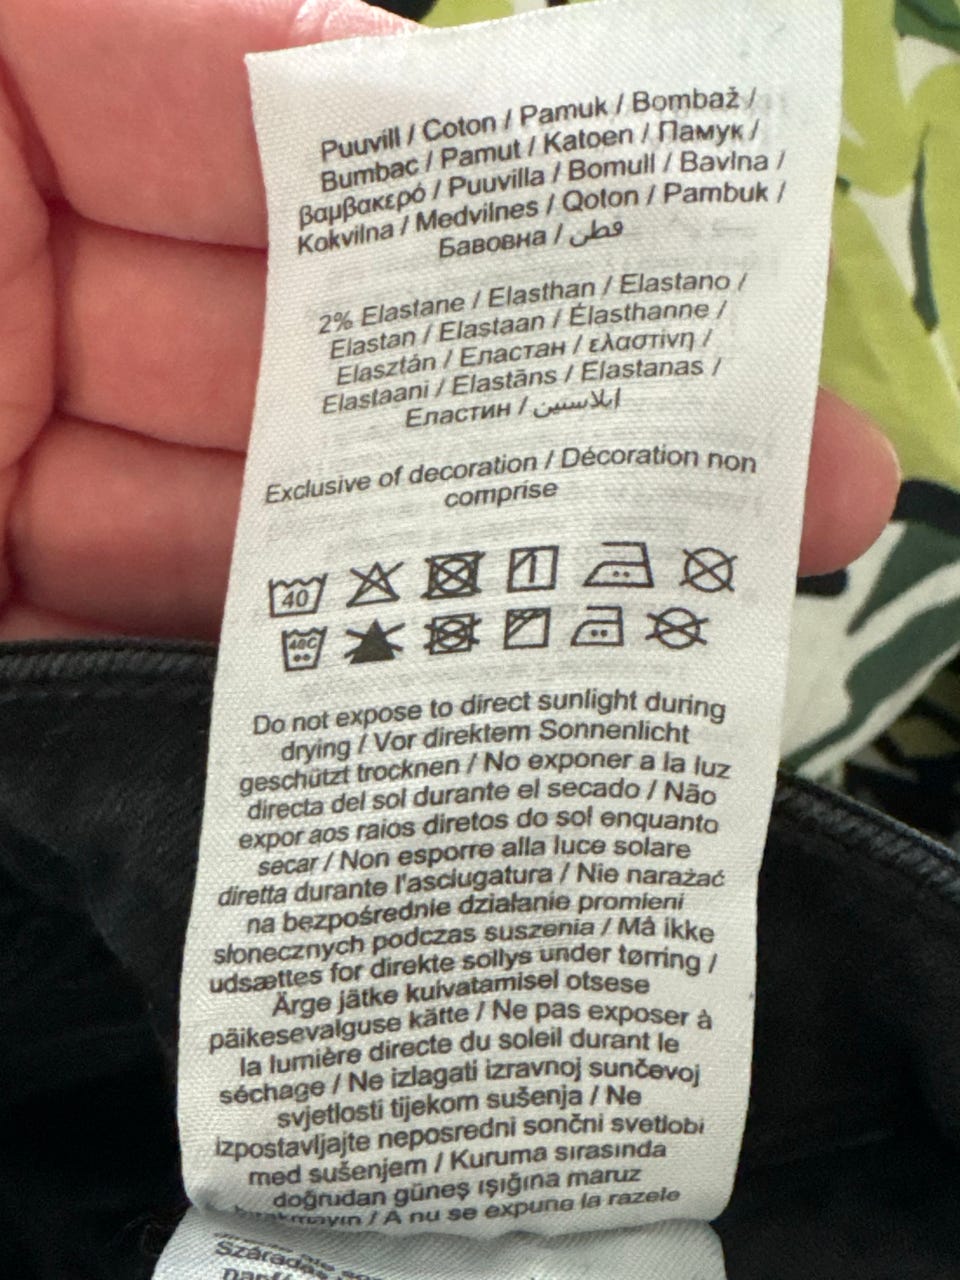 Puuvill / Coton / Pamuk / Bombaž /
Bumbac / Pamut / Katoen / Памук /
βαμβακερό / Puuvilla / Bomull / Bavlna /
Kokvilna / Medvilnes / Qoton / Pambuk /
Бавовна / قطن
2% Elastane / Elasthan / Elastano /
Elastan / Elastaan / Élasthanne /
Elasztán / Еластан / ελαστίνη /
Elastaani / Elastāns / Elastanas /
Еластин / ايلاستين
Exclusive of decoration / Décoration non
comprise
40
40C
Do not expose to direct sunlight during
drying / Vor direktem Sonnenlicht
geschützt trocknen / No exponer a la luz
directa del sol durante el secado / Não
expor aos raios diretos do sol enquanto
secar / Non esporre alla luce solare
diretta durante l'asciugatura / Nie narażać
na bezpośrednie działanie promieni
słonecznych podczas suszenia / Må ikke
udsættes for direkte sollys under tørring /
Ärge jätke kuivatamisel otsese
päikesevalguse kätte / Ne pas exposer à
la lumière directe du soleil durant le
séchage / Ne izlagati izravnoj sunčevoj
svjetlosti tijekom sušenja / Ne
izpostavljajte neposredni sončni svetlobi
med sušenjem / Kuruma sırasında
doğrudan güneş ışığına maruz
bırakmayın / A nu se expune la razele